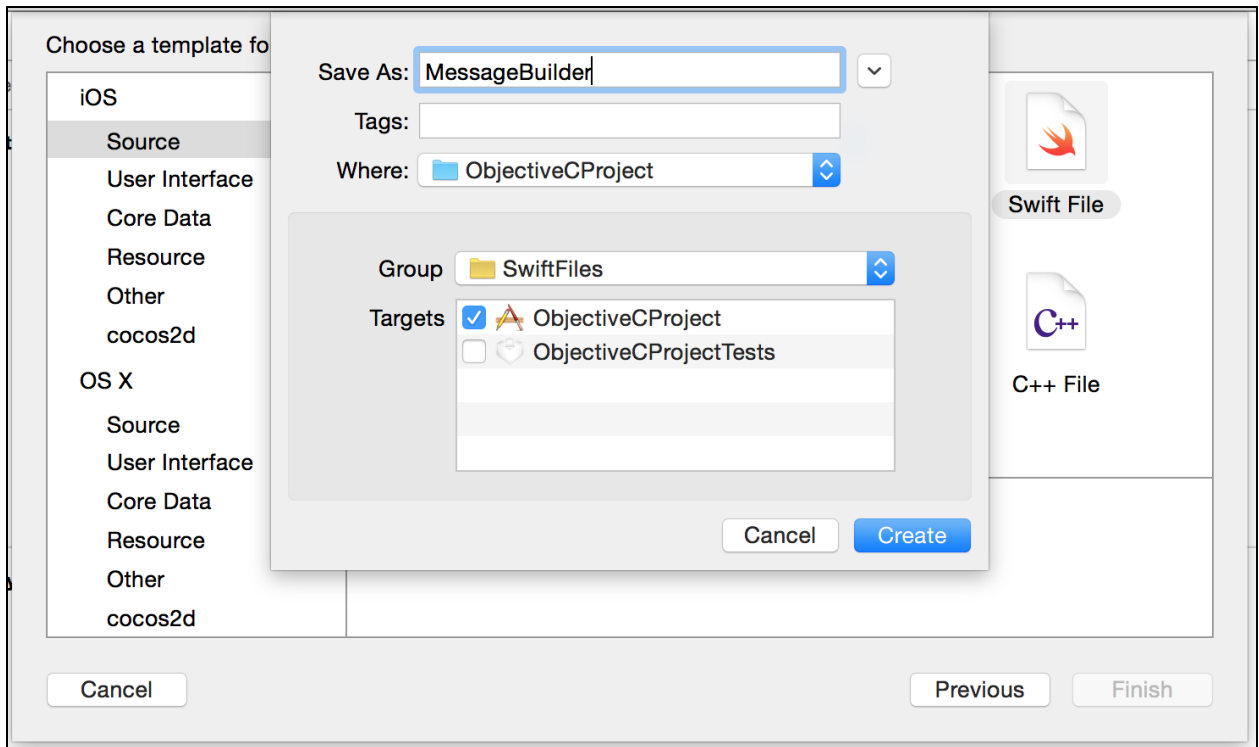 Choose a template fo
iOS
Source
User Interface
Core Data
Resource
Other
cocos2d
OS X
Source
User Interface
Core Data
Resource
Other
cocos2d
Save As: MessageBuilder
Tags:
Where: ObjectiveCProject
Group SwiftFiles
Targets ObjectiveCProject
ObjectiveCProjectTests
Cancel Create
Swift File
C++
C++ File
Cancel Previous Finish